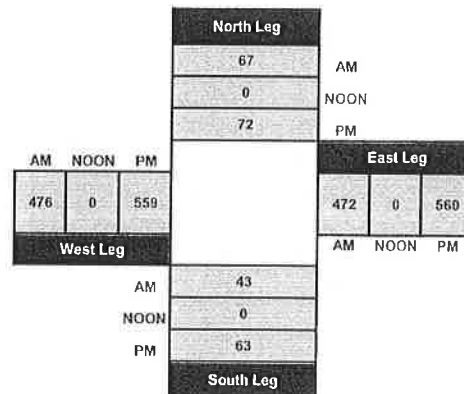 North Leg
67 AM
0 NOON
72 PM
AM NOON PM
East Leg
476 0 559
472 0 560
West Leg
AM NOON PM
AM 43
NOON 0
PM 63
South Leg